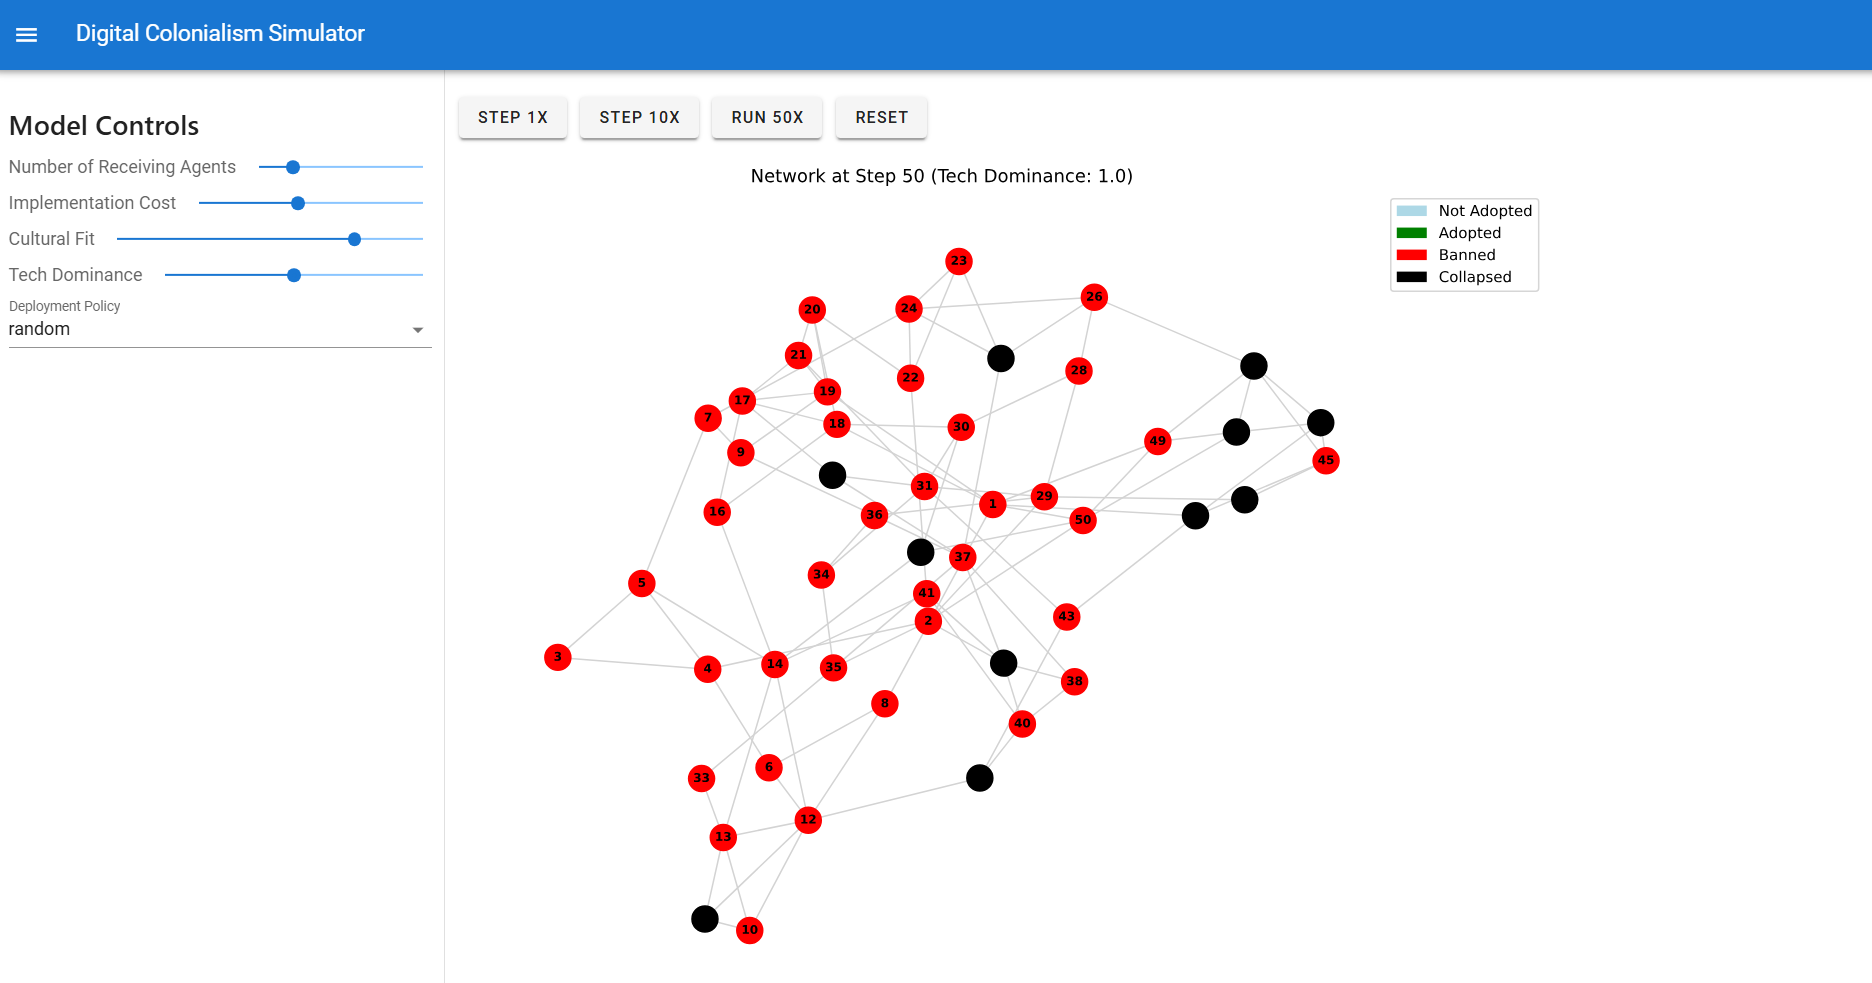 Digital Colonialism Simulator
Model Controls
Number of Receiving Agents
Implementation Cost
Cultural Fit
Tech Dominance
Deployment Policy
random
STEP 1X STEP 10X RUN 50X RESET
Network at Step 50 (Tech Dominance: 1.0)
Not Adopted
Adopted
Banned
Collapsed
23
26
24
20
21
28
22
19
17
7
18
30
49
9
45
31
29
1
16
36
50
37
34
5
41
43
2
3
14
35
4
38
8
40
6
33
12
13
10